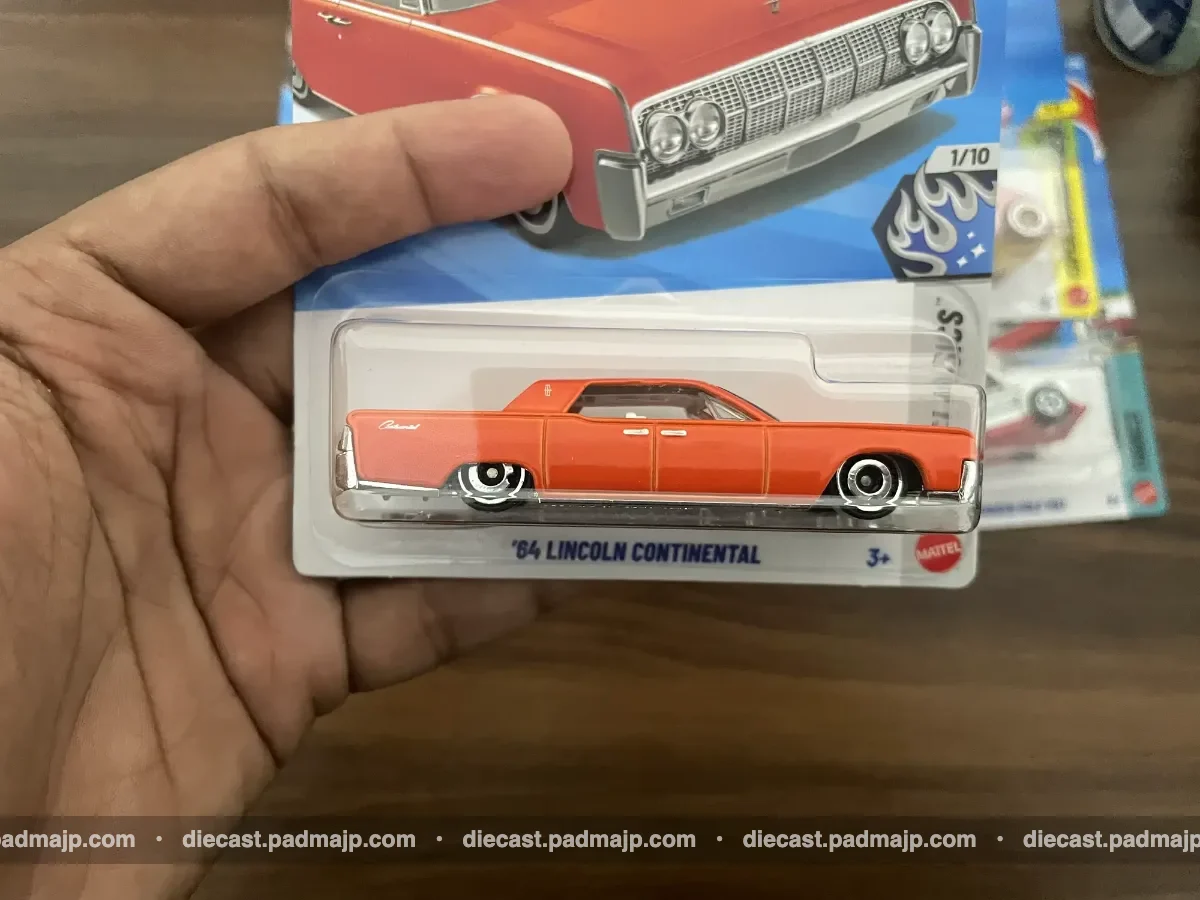 1/10
Continental
'64 LINCOLN CONTINENTAL
3+
MATTEL
admajp.com • diecast.padmajp.com • diecast.padmajp.com • diecast.padmajp.com • diecast.padmajp